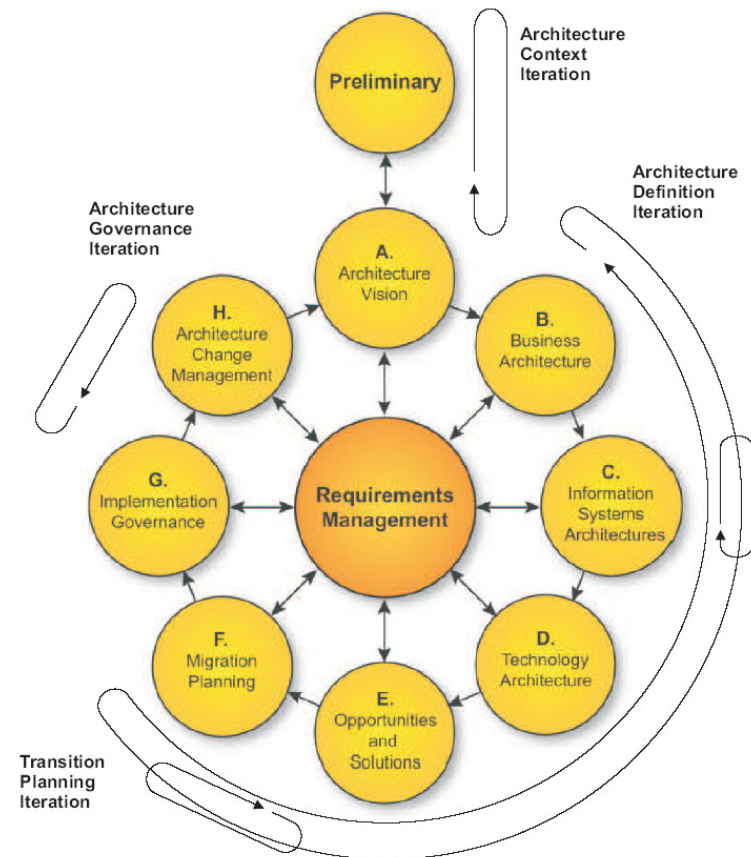 Preliminary
Architecture
Context
Iteration
Architecture
Definition
Iteration
Architecture
Governance
Iteration
A.
Architecture
Vision
H.
Architecture
Change
Management
B.
Business
Architecture
G.
Implementation
Governance
Requirements
Management
C.
Information
Systems
Architectures
F.
Migration
Planning
D.
Technology
Architecture
E.
Opportunities
and
Solutions
Transition
Planning
Iteration